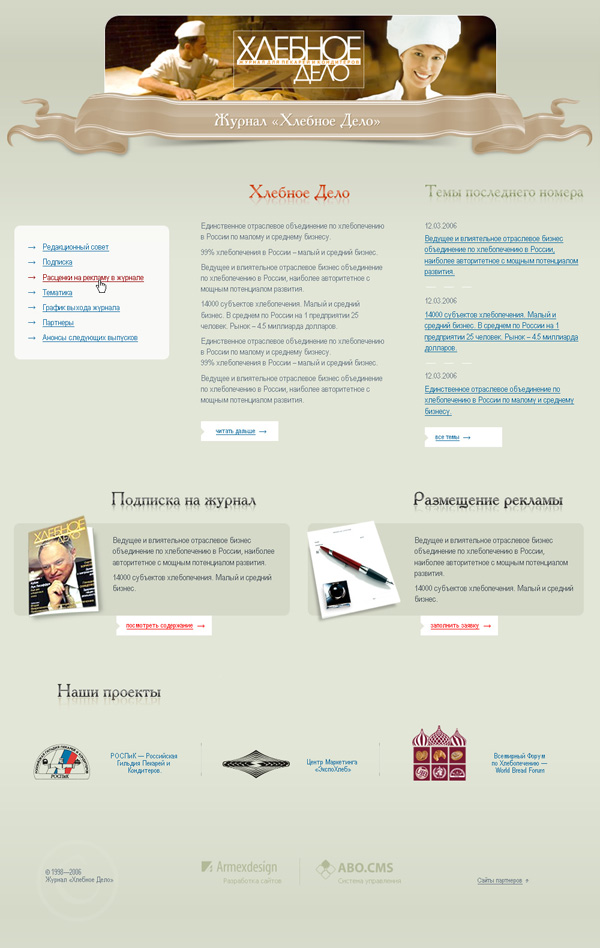 ХЛЕБНОЕ
ЖУРНАЛ ДЛЯ ПЕКАРЕЙ И КОНДИТЕРОВ
ДЕЛО
Журнал «Хлебное Дело»
Редакционный совет
Подписка
Расценки на рекламу в журнале
Тематика
График выхода журнала
Партнеры
Анонсы следующих выпусков
Хлебное Дело
Единственное отраслевое объединение по хлебопечению
в России по малому и среднему бизнесу.
99% хлебопечения в России – малый и средний бизнес.
Ведущее и влиятельное отраслевое бизнес объединение
по хлебопечению в России, наиболее авторитетное с
мощным потенциалом развития.
14000 субъектов хлебопечения. Малый и средний
бизнес. В среднем по России на 1 предприятии 25
человек. Рынок – 4.5 миллиарда долларов.
Единственное отраслевое объединение по хлебопечению
в России по малому и среднему бизнесу.
99% хлебопечения в России – малый и средний бизнес.
Ведущее и влиятельное отраслевое бизнес объединение
по хлебопечению в России, наиболее авторитетное с
мощным потенциалом развития.
читать дальше
Темы последнего номера
12.03.2006
Ведущее и влиятельное отраслевое бизнес
объединение по хлебопечению в России,
наиболее авторитетное с мощным потенциалом
развития.
12.03.2006
14000 субъектов хлебопечения. Малый и
средний бизнес. В среднем по России на 1
предприятии 25 человек. Рынок – 4.5 миллиарда
долларов.
12.03.2006
Единственное отраслевое объединение по
хлебопечению в России по малому и среднему
бизнесу.
все темы
Подписка на журнал
ХЛЕБНОЕ
ДЕЛО
Ведущее и влиятельное отраслевое бизнес
объединение по хлебопечению в России, наиболее
авторитетное с мощным потенциалом развития.
14000 субъектов хлебопечения. Малый и средний
бизнес.
посмотреть содержание
Размещение рекламы
Ведущее и влиятельное отраслевое бизнес
объединение по хлебопечению в России,
наиболее авторитетное с мощным потенциалом
развития.
14000 субъектов хлебопечения. Малый и средний
бизнес.
заполнить заявку
Наши проекты
РОСПиК
РОСПиК — Российская
Гильдия Пекарей и
Кондитеров.
Центр Маркетинга
«ЭкспоХлеб»
Всемирный Форум
по Хлебопечению —
World Bread Forum
© 1998—2006
Журнал «Хлебное Дело»
Armexdesign
Разработка сайтов
ABO.CMS
Система управления
Сайты партнеров »